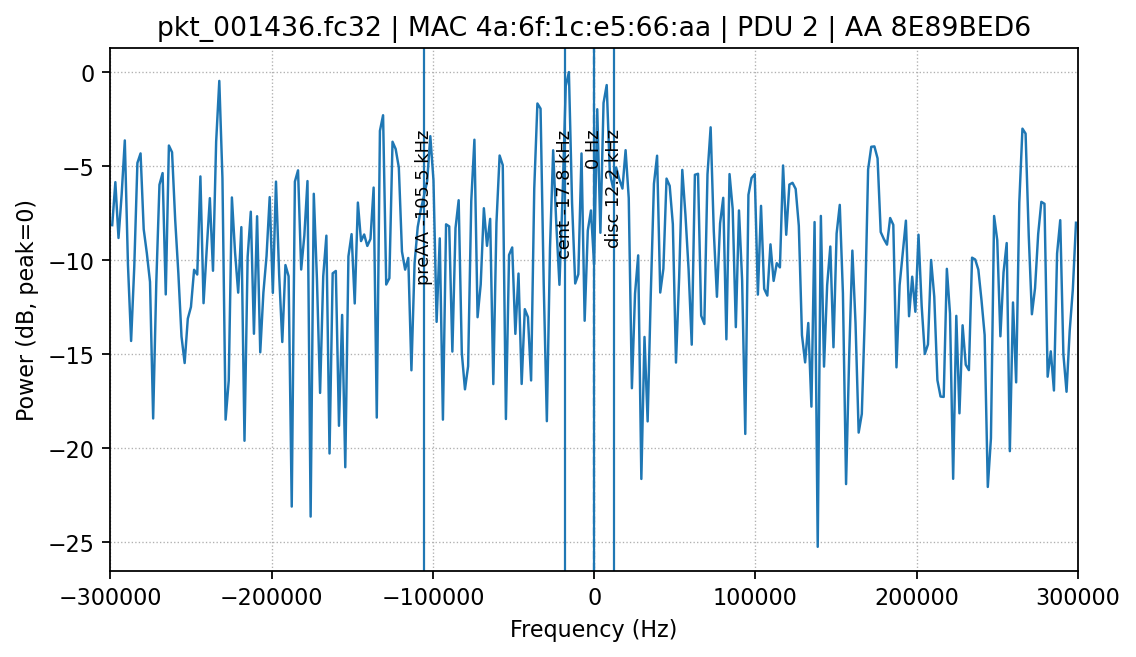 pkt_001436.fc32 | MAC 4a:6f:1c:e5:66:aa | PDU 2 | AA 8E89BED6
Power (dB, peak=0)
0
−5
−10
−15
−20
−25
preAA -105.5 kHz
cent -17.8 kHz
0 Hz
disc 12.2 kHz
−300000 −200000 −100000 0 100000 200000 300000
Frequency (Hz)